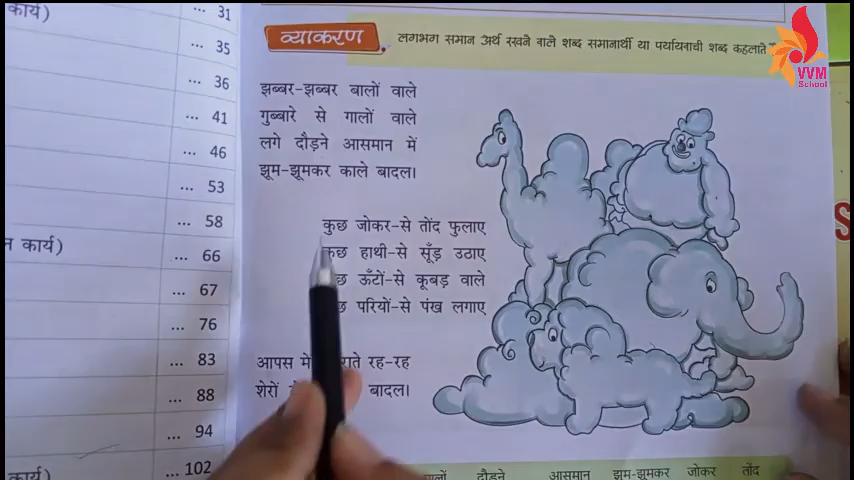 कार्य)
... 31
... 35
... 36
... 41
... 46
... 53
... 58
न कार्य)
... 66
... 67
... 76
... 83
... 88
... 94
कार्य)
... 102
व्याकरण
लगभग समान अर्थ रखने वाले शब्द समानार्थी या पर्यायवाची शब्द कहलाते
VVM
School
झब्बर-झब्बर बालों वाले
गुब्बारे से गालों वाले
लगे दौड़ने आसमान में
झूम-झूमकर काले बादल।
कुछ जोकर-से तोंद फुलाए
कुछ हाथी-से सूँड़ उठाए
छ ऊँटों-से कूबड़ वाले
छ परियों-से पंख लगाए
आपस में राते रह-रह
शेरों बादल।
गालों दौड़ने आसमान झूम-झूमकर जोकर तोंद
S